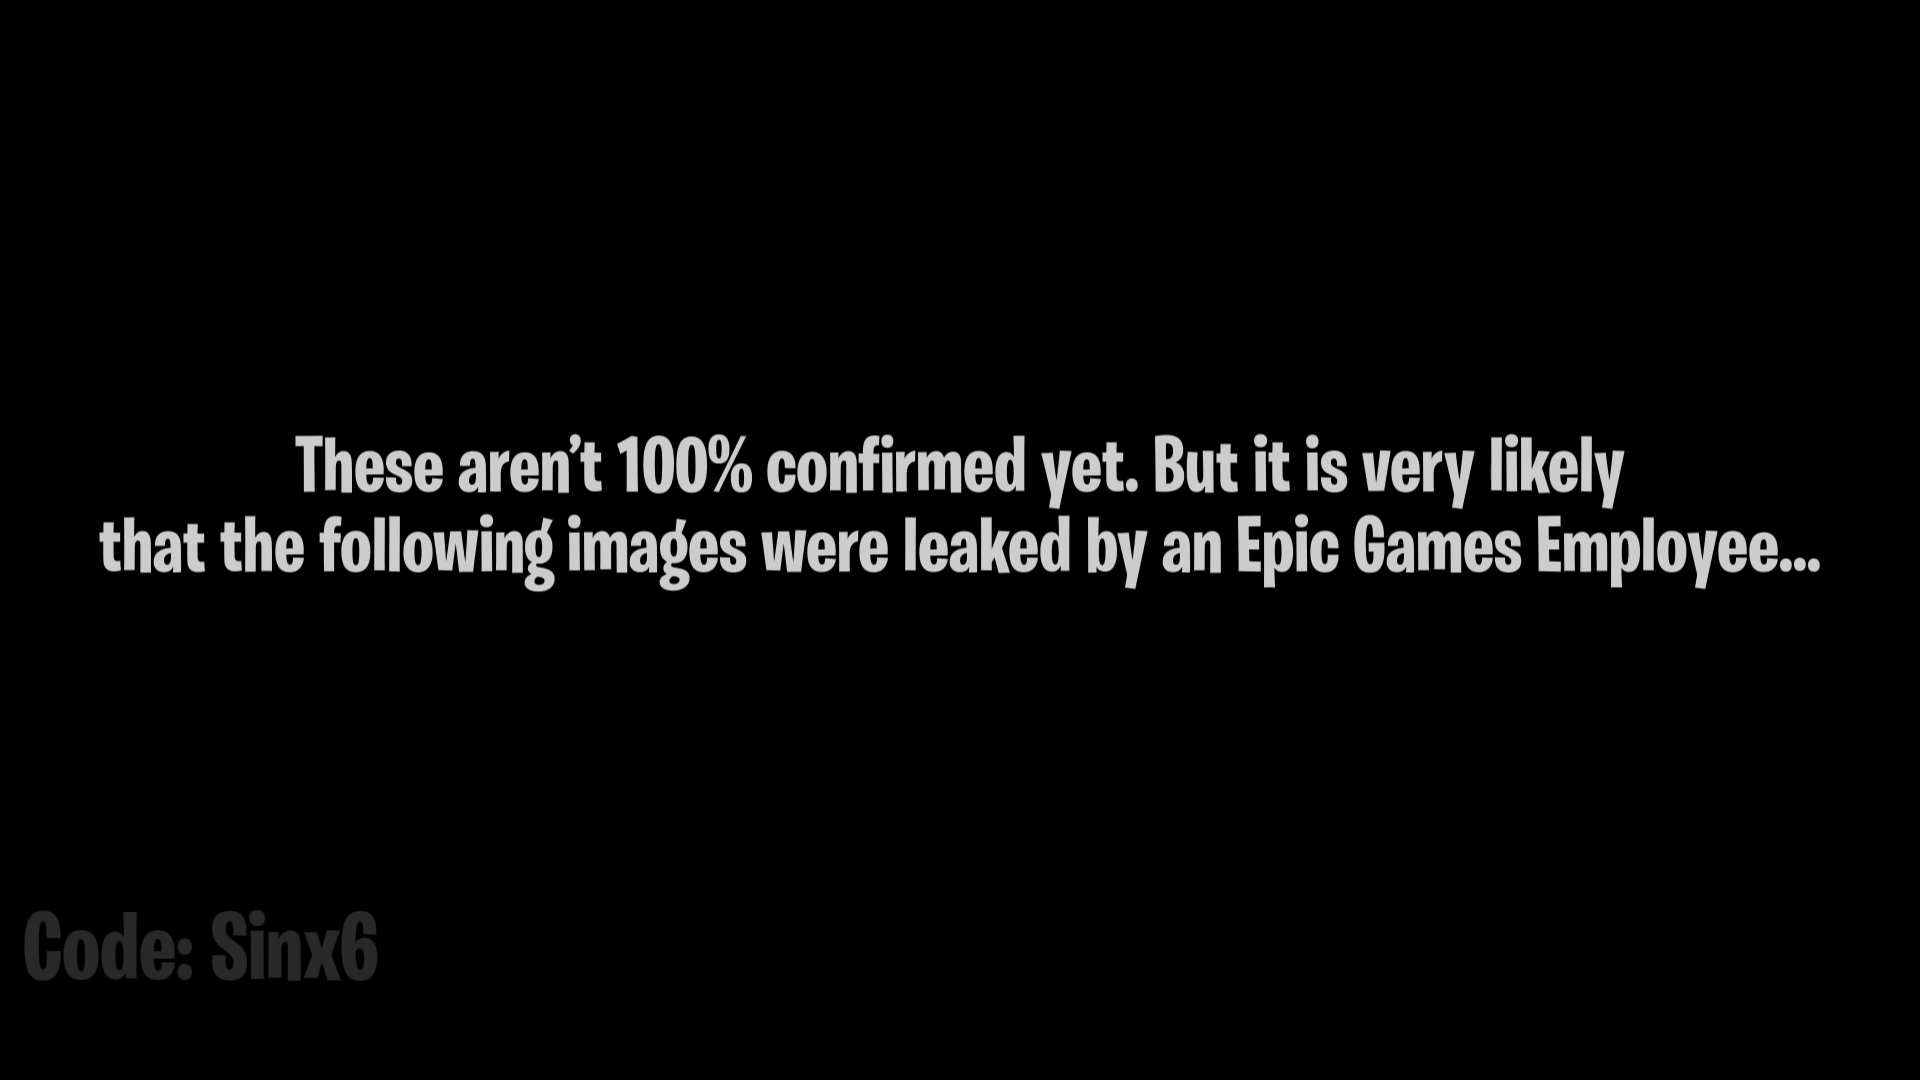 These aren’t 100% confirmed yet. But it is very likely
that the following images were leaked by an Epic Games Employee...
Code: Sinx6